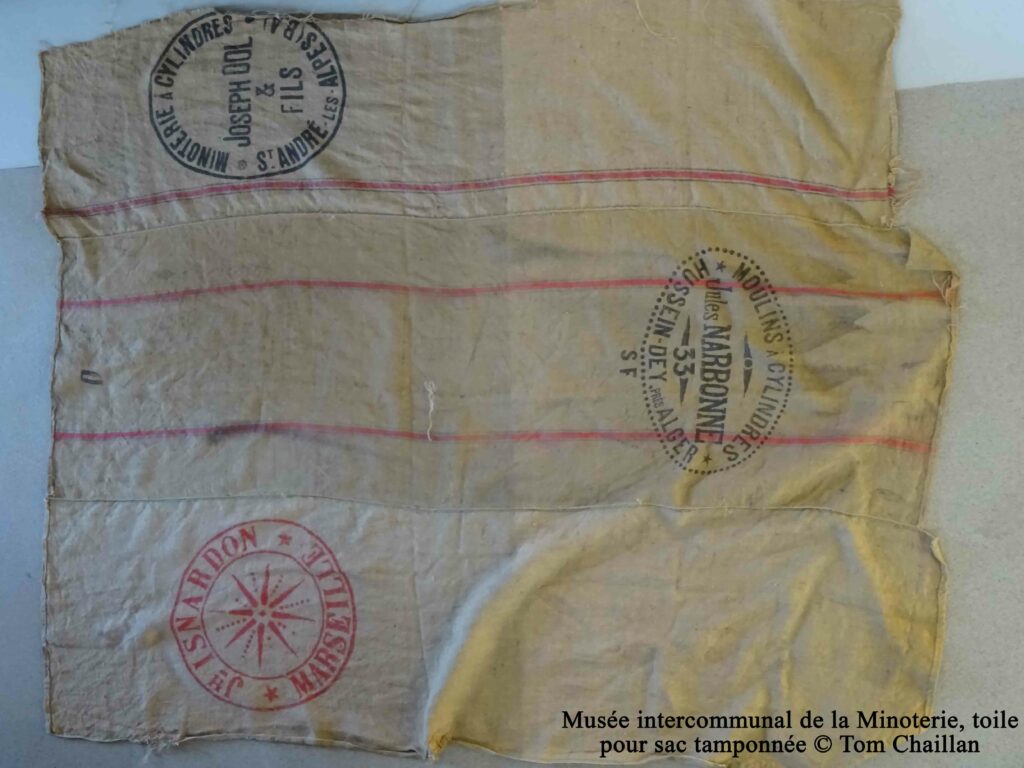 MINOTERIE À CYLINDRES
JOSEPH DOL
&
FILS
ST ANDRÉ-LES-ALPES (B.A)
MOULINS À CYLINDRES
Jules NARBONNE
33
HUSSEIN-DEY PRÈS ALGER
S F
0
JH ISNARDON
MARSEILLE
Musée intercommunal de la Minoterie, toile
pour sac tamponnée © Tom Chaillan